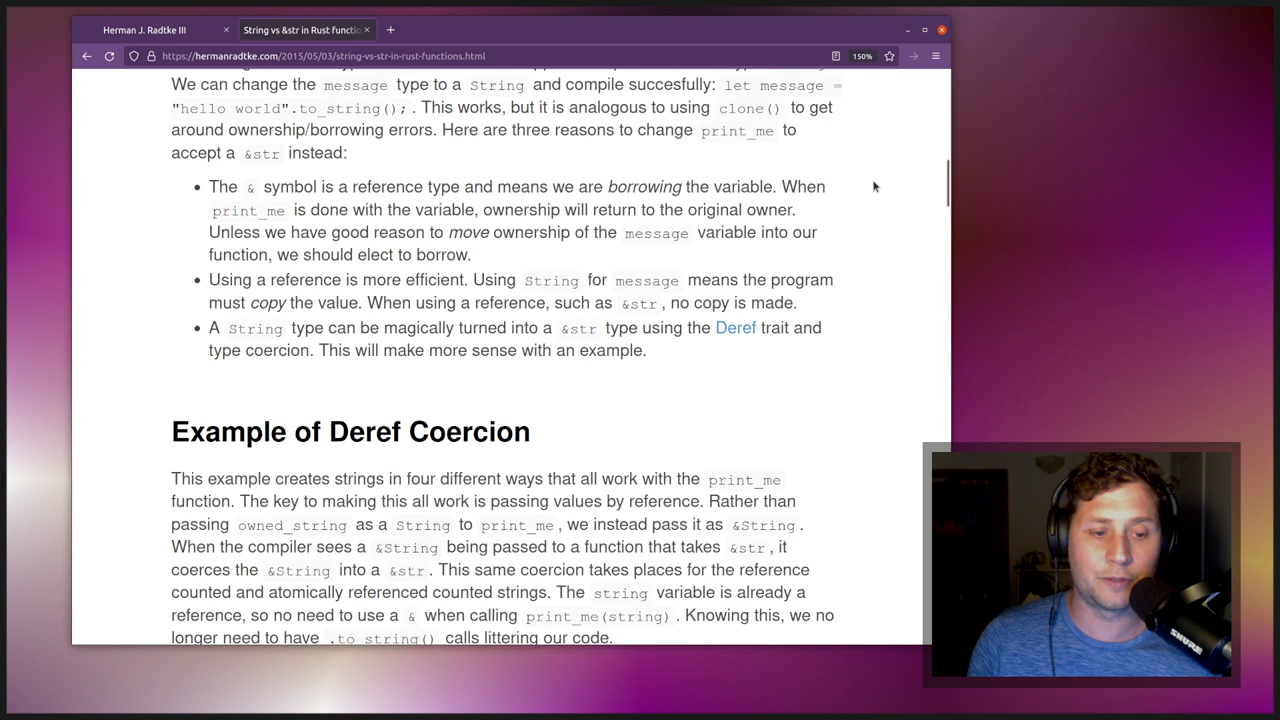 Herman J. Radtke III
String vs &str in Rust functio
https://hermanradtke.com/2015/05/03/string-vs-str-in-rust-functions.html
150%
We can change the message type to a String and compile succesfully: let message =
"hello world".to_string();. This works, but it is analogous to using clone() to get
around ownership/borrowing errors. Here are three reasons to change print_me to
accept a &str instead:
• The & symbol is a reference type and means we are borrowing the variable. When
print_me is done with the variable, ownership will return to the original owner.
Unless we have good reason to move ownership of the message variable into our
function, we should elect to borrow.
• Using a reference is more efficient. Using String for message means the program
must copy the value. When using a reference, such as &str, no copy is made.
• A String type can be magically turned into a &str type using the Deref trait and
type coercion. This will make more sense with an example.
Example of Deref Coercion
This example creates strings in four different ways that all work with the print_me
function. The key to making this all work is passing values by reference. Rather than
passing owned_string as a String to print_me, we instead pass it as &String.
When the compiler sees a &String being passed to a function that takes &str, it
coerces the &String into a &str. This same coercion takes places for the reference
counted and atomically referenced counted strings. The string variable is already a
reference, so no need to use a & when calling print_me(string). Knowing this, we no
longer need to have .to_string() calls littering our code.
SHURE